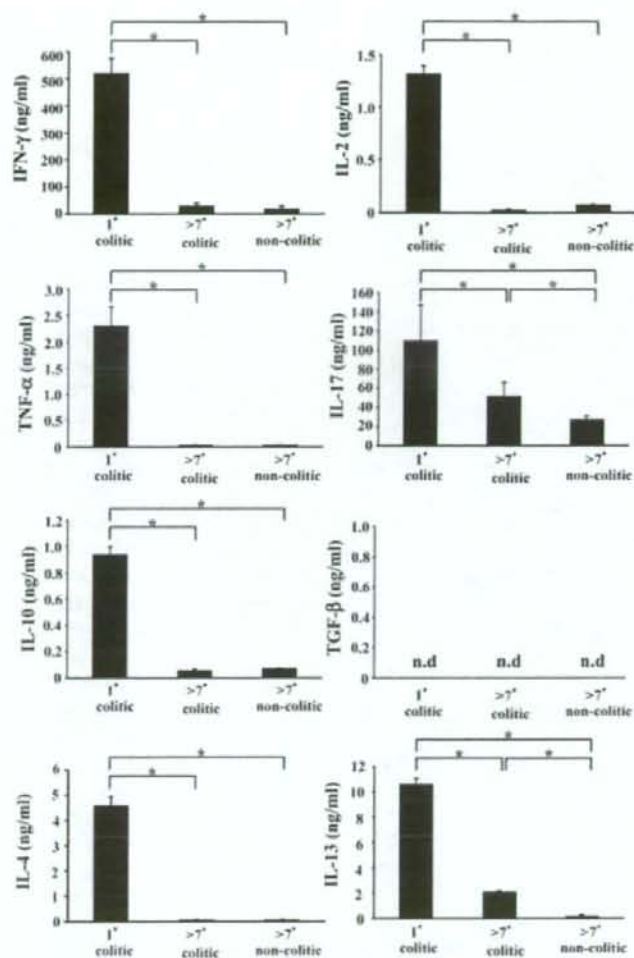 *
*
IFN-γ (ng/ml)
600
500
400
300
200
100
0
1° >7° >7°
colitic colitic non-colitic
*
*
IL-2 (ng/ml)
1.5
1.0
0.5
0
1° >7° >7°
colitic colitic non-colitic
*
*
TNF-α (ng/ml)
3.0
2.5
2.0
1.5
1.0
0.5
0
1° >7° >7°
colitic colitic non-colitic
*
* *
IL-17 (ng/ml)
160
140
120
100
80
60
40
20
0
1° >7° >7°
colitic colitic non-colitic
*
*
IL-10 (ng/ml)
1.2
1.0
0.8
0.6
0.4
0.2
0
1° >7° >7°
colitic colitic non-colitic
TGF-β (ng/ml)
1.0
0.8
0.6
0.4
0.2
0
n.d n.d n.d
1° >7° >7°
colitic colitic non-colitic
*
*
IL-4 (ng/ml)
6
5
4
3
2
1
0
1° >7° >7°
colitic colitic non-colitic
*
* *
IL-13 (ng/ml)
12
10
8
6
4
2
0
1° >7° >7°
colitic colitic non-colitic